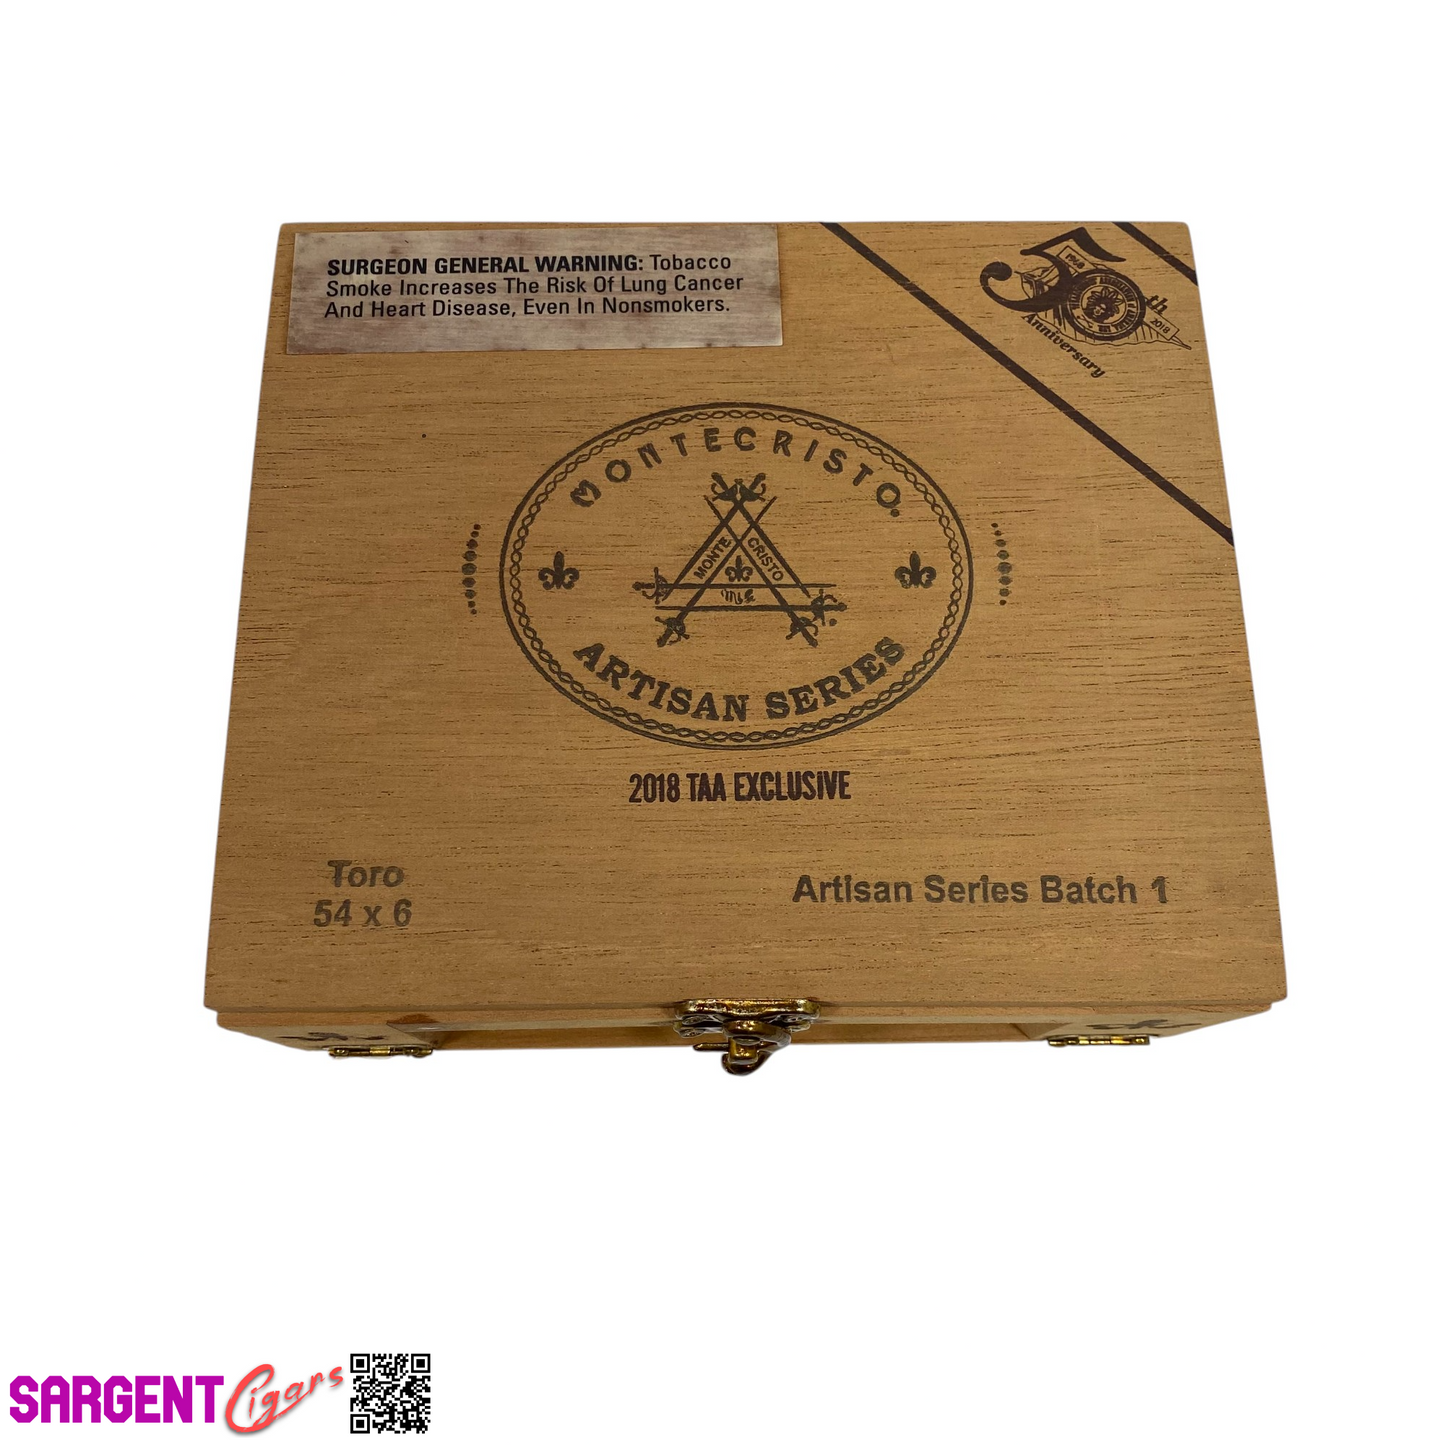 SURGEON GENERAL WARNING: Tobacco
Smoke Increases The Risk Of Lung Cancer
And Heart Disease, Even In Nonsmokers.
50th
1968
2018
Anniversary
MONTECRISTO
MONTE CRISTO
ARTISAN SERIES
2018 TAA EXCLUSIVE
Toro
54 x 6
Artisan Series Batch 1
SARGENT Cigars